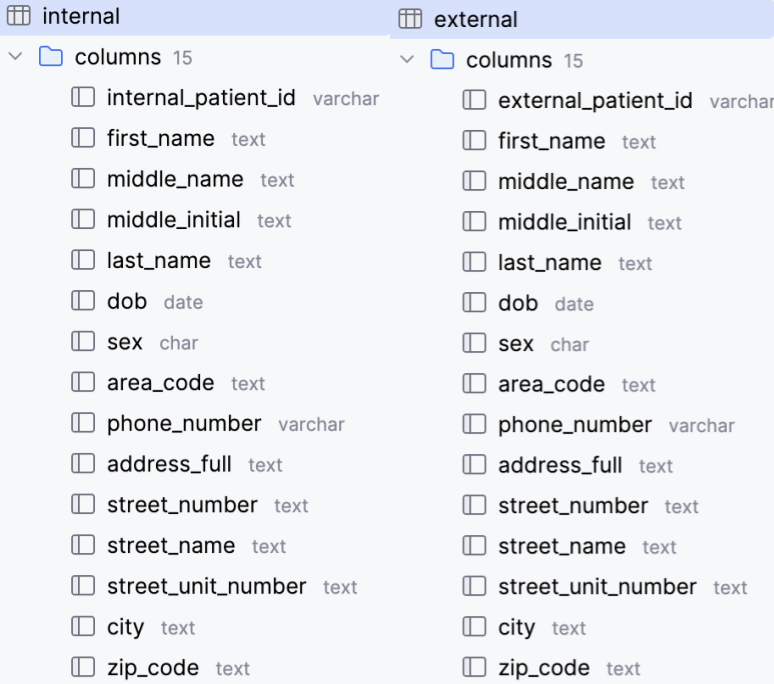 internal
columns 15
internal_patient_id varchar
first_name text
middle_name text
middle_initial text
last_name text
dob date
sex char
area_code text
phone_number varchar
address_full text
street_number text
street_name text
street_unit_number text
city text
zip_code text
external
columns 15
external_patient_id varchar
first_name text
middle_name text
middle_initial text
last_name text
dob date
sex char
area_code text
phone_number varchar
address_full text
street_number text
street_name text
street_unit_number text
city text
zip_code text